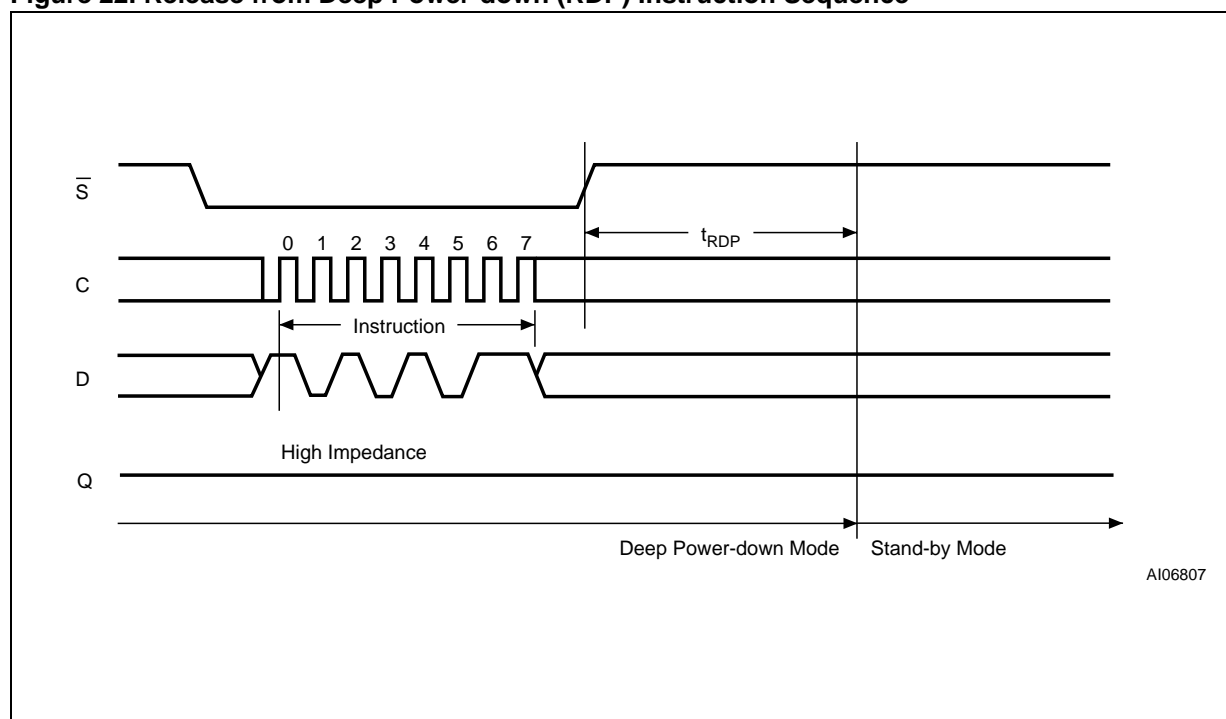 Figure 22. Release from Deep Power-down (RDP) Instruction Sequence
S
0 1 2 3 4 5 6 7
tRDP
C
Instruction
D
High Impedance
Q
Deep Power-down Mode Stand-by Mode
AI06807